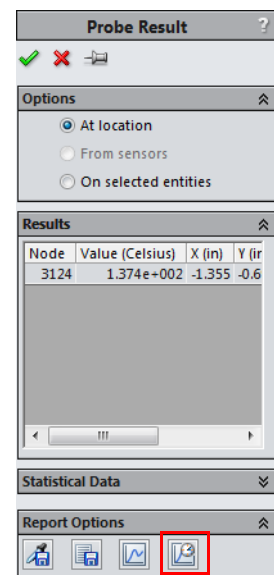 Probe Result ?
Options
At location
From sensors
On selected entities
Results
Node Value (Celsius) X (in) Y (ir
3124 1.374e+002 -1.355 -0.6
Statistical Data
Report Options